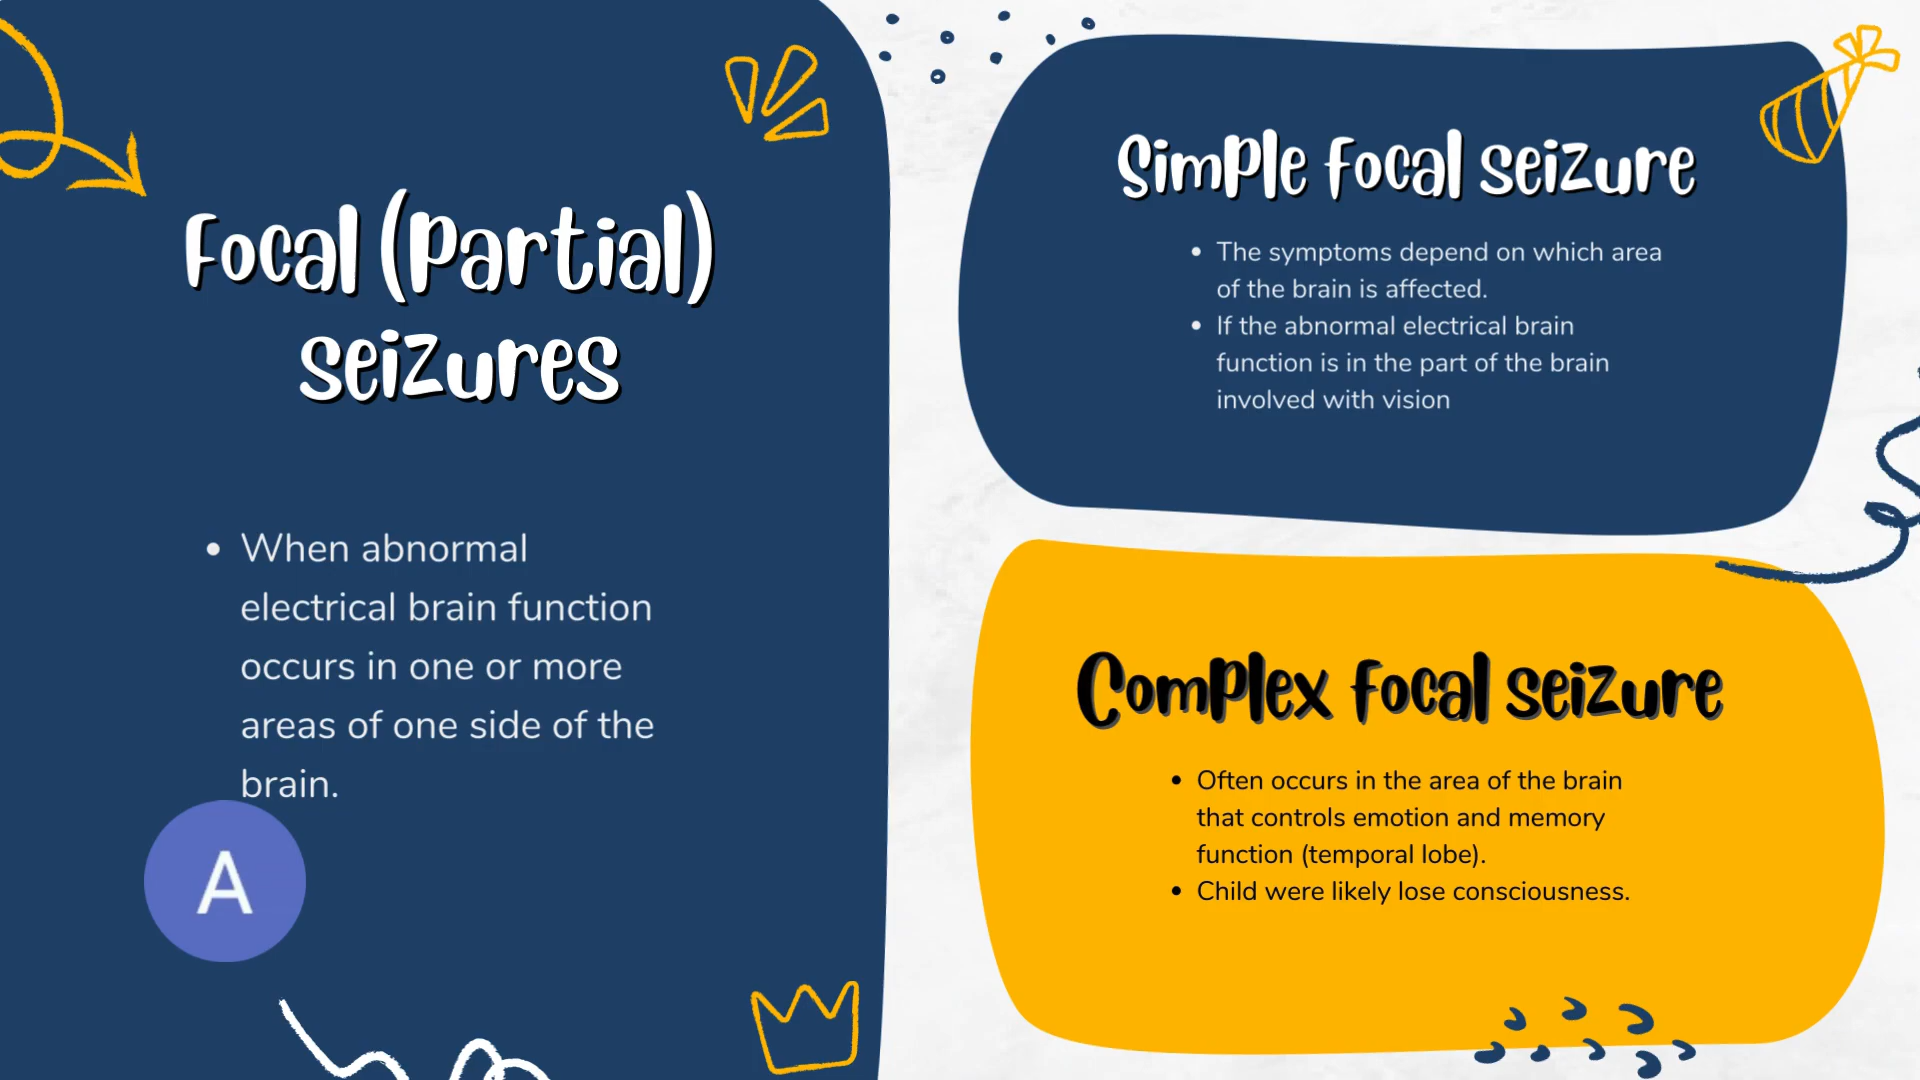 Focal (Partial)
seizures
• When abnormal
electrical brain function
occurs in one or more
areas of one side of the
brain.
A
Simple focal seizure
• The symptoms depend on which area
of the brain is affected.
• If the abnormal electrical brain
function is in the part of the brain
involved with vision
Complex focal seizure
• Often occurs in the area of the brain
that controls emotion and memory
function (temporal lobe).
• Child were likely lose consciousness.